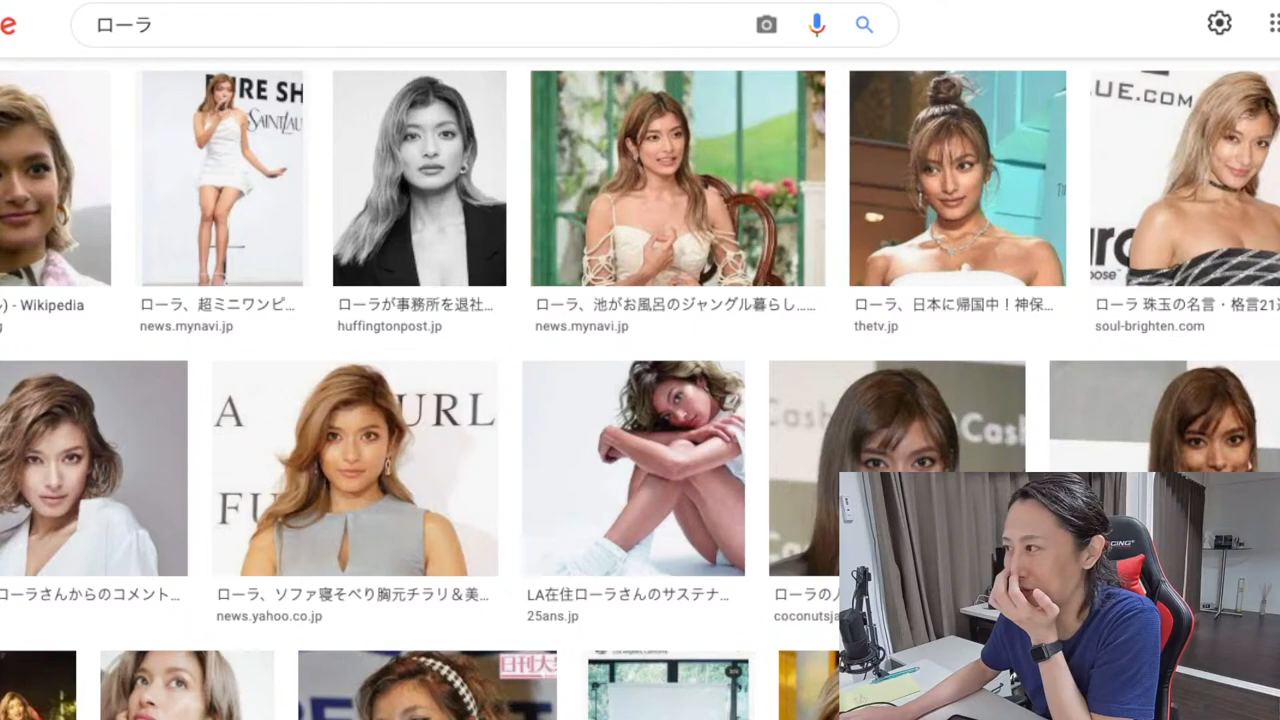 e
ローラ
RE SH
SAINT LAU
UE.COM
) - Wikipedia
ローラ、超ミニワンピ...
news.mynavi.jp
ローラが事務所を退社...
huffingtonpost.jp
ローラ、池がお風呂のジャングル暮らし......
news.mynavi.jp
ローラ、日本に帰国中！神保...
thetv.jp
ローラ 珠玉の名言・格言21
soul-brighten.com
A URL
FU
Cash
Cash
ローラさんからのコメント...
ローラ、ソファ寝そべり胸元チラリ＆美...
news.yahoo.co.jp
LA在住ローラさんのサステナ...
25ans.jp
ローラの
coconutsja
CING
日刊大